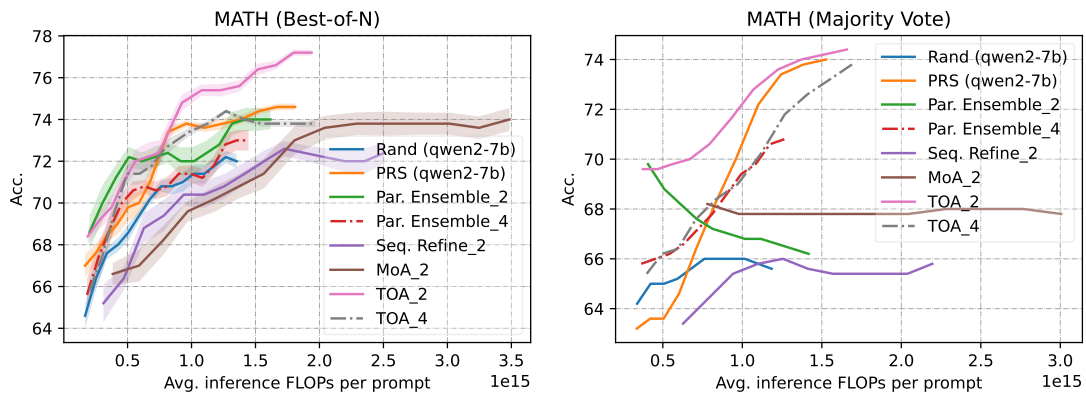 MATH (Best-of-N)
78
76
74
72
70
68
66
64
Acc.
0.5
1.0
1.5
2.0
2.5
3.0
3.5
Avg. inference FLOPs per prompt
1e15
Rand (qwen2-7b)
PRS (qwen2-7b)
Par. Ensemble_2
Par. Ensemble_4
Seq. Refine_2
MoA_2
TOA_2
TOA_4
MATH (Majority Vote)
74
72
70
68
66
64
Acc.
0.5
1.0
1.5
2.0
2.5
3.0
Avg. inference FLOPs per prompt
1e15
Rand (qwen2-7b)
PRS (qwen2-7b)
Par. Ensemble_2
Par. Ensemble_4
Seq. Refine_2
MoA_2
TOA_2
TOA_4